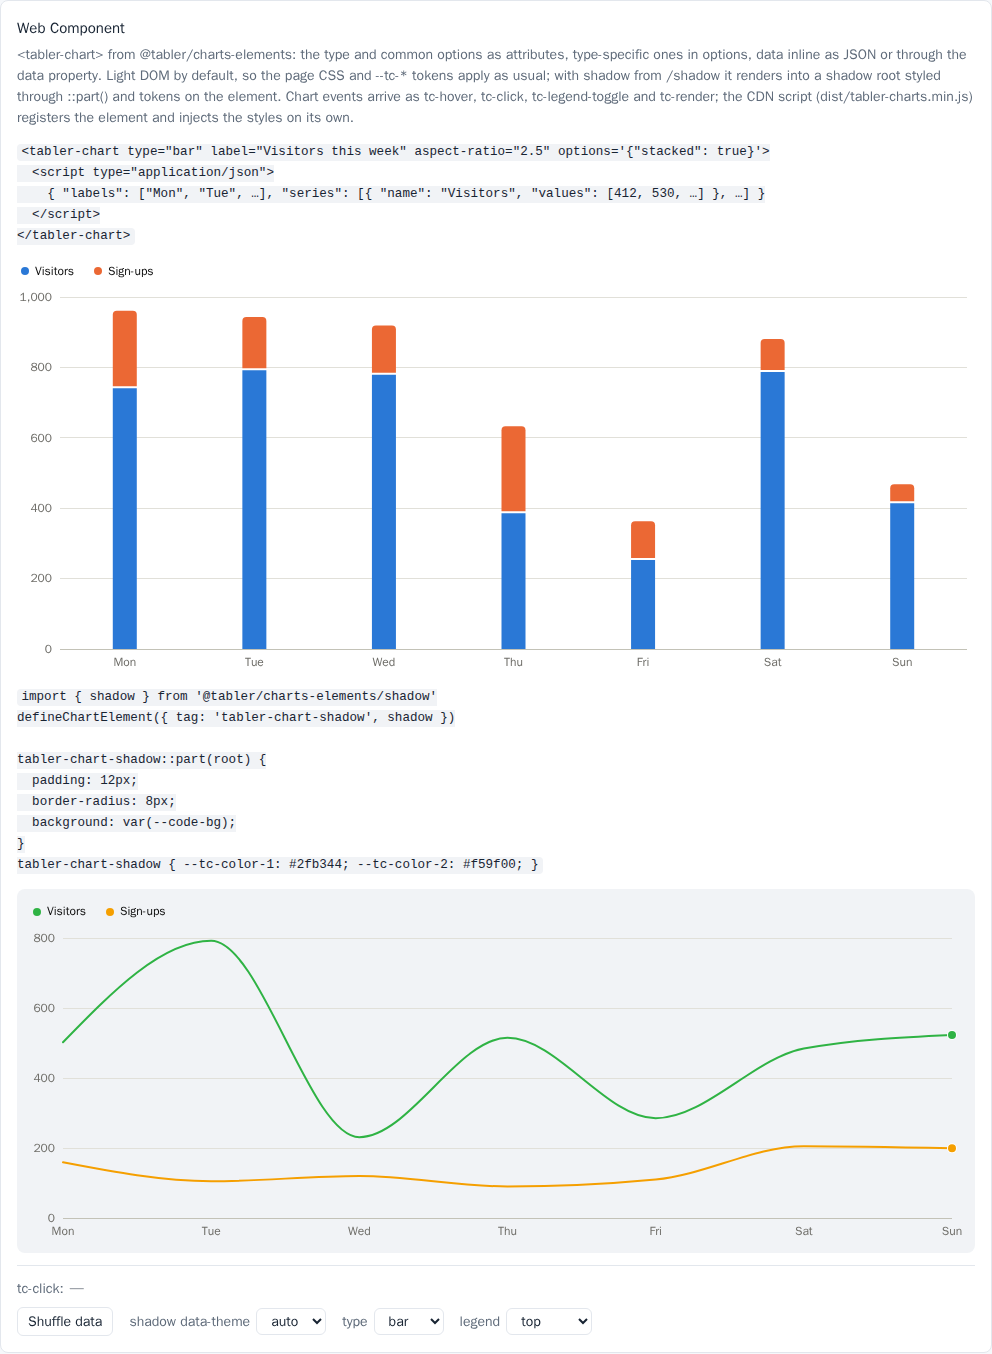 Web Component
<tabler-chart> from @tabler/charts-elements: the type and common options as attributes, type-specific ones in options, data inline as JSON or through the
data property. Light DOM by default, so the page CSS and --tc-* tokens apply as usual; with shadow from /shadow it renders into a shadow root styled
through ::part() and tokens on the element. Chart events arrive as tc-hover, tc-click, tc-legend-toggle and tc-render; the CDN script (dist/tabler-charts.min.js)
registers the element and injects the styles on its own.
<tabler-chart type="bar" label="Visitors this week" aspect-ratio="2.5" options='{"stacked": true}'>
<script type="application/json">
{ "labels": ["Mon", "Tue", …], "series": [{ "name": "Visitors", "values": [412, 530, …] }, …] }
</script>
</tabler-chart>
Visitors Sign-ups
1,000
800
600
400
200
0
Mon Tue Wed Thu Fri Sat Sun
import { shadow } from '@tabler/charts-elements/shadow'
defineChartElement({ tag: 'tabler-chart-shadow', shadow })
tabler-chart-shadow::part(root) {
padding: 12px;
border-radius: 8px;
background: var(--code-bg);
}
tabler-chart-shadow { --tc-color-1: #2fb344; --tc-color-2: #f59f00; }
Visitors Sign-ups
800
600
400
200
0
Mon Tue Wed Thu Fri Sat Sun
tc-click: —
Shuffle data shadow data-theme auto type bar legend top